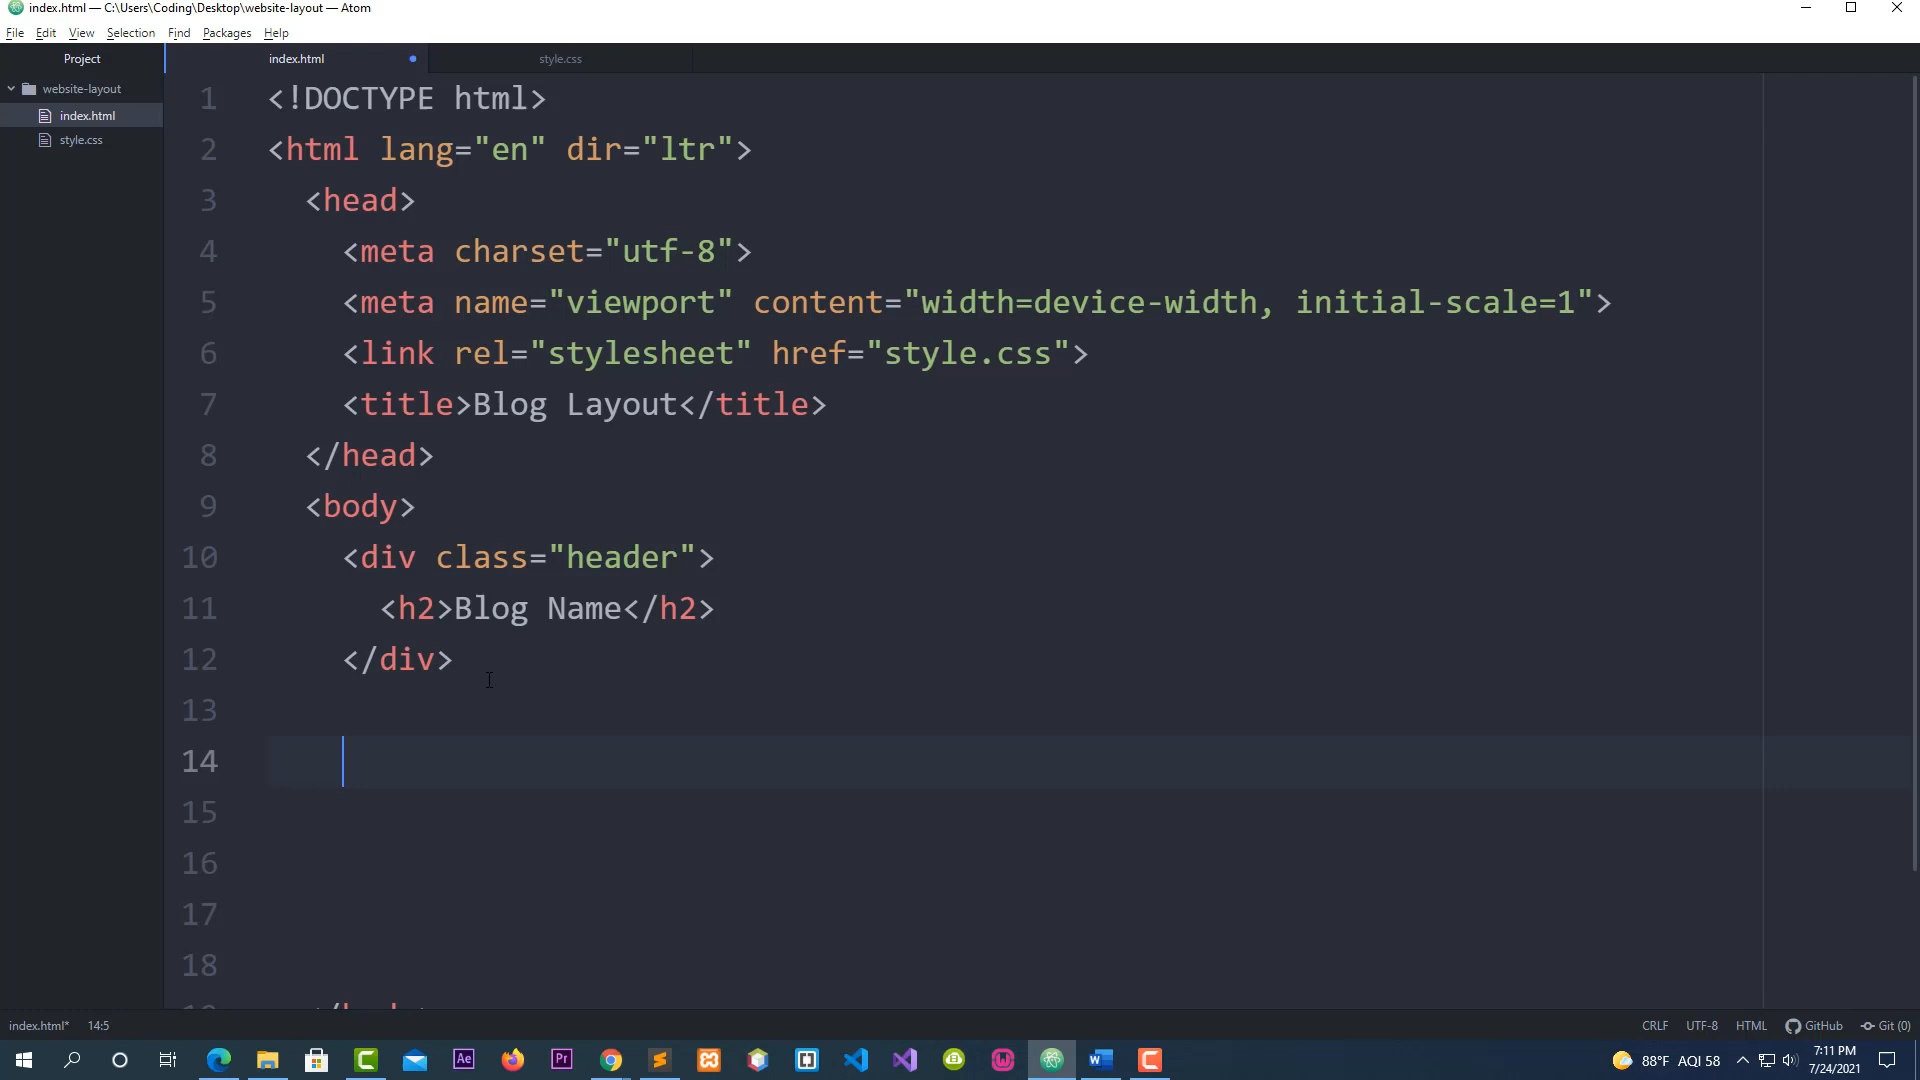 index.html — C:\Users\Coding\Desktop\website-layout — Atom
File Edit View Selection Find Packages Help
Project index.html style.css
website-layout
index.html
style.css
1 <!DOCTYPE html>
2 <html lang="en" dir="ltr">
3 <head>
4 <meta charset="utf-8">
5 <meta name="viewport" content="width=device-width, initial-scale=1">
6 <link rel="stylesheet" href="style.css">
7 <title>Blog Layout</title>
8 </head>
9 <body>
10 <div class="header">
11 <h2>Blog Name</h2>
12 </div>
13
14
15
16
17
18
index.html* 14:5 CRLF UTF-8 HTML GitHub Git (0)
Ae Pr 88°F AQI 58 7:11 PM
7/24/2021